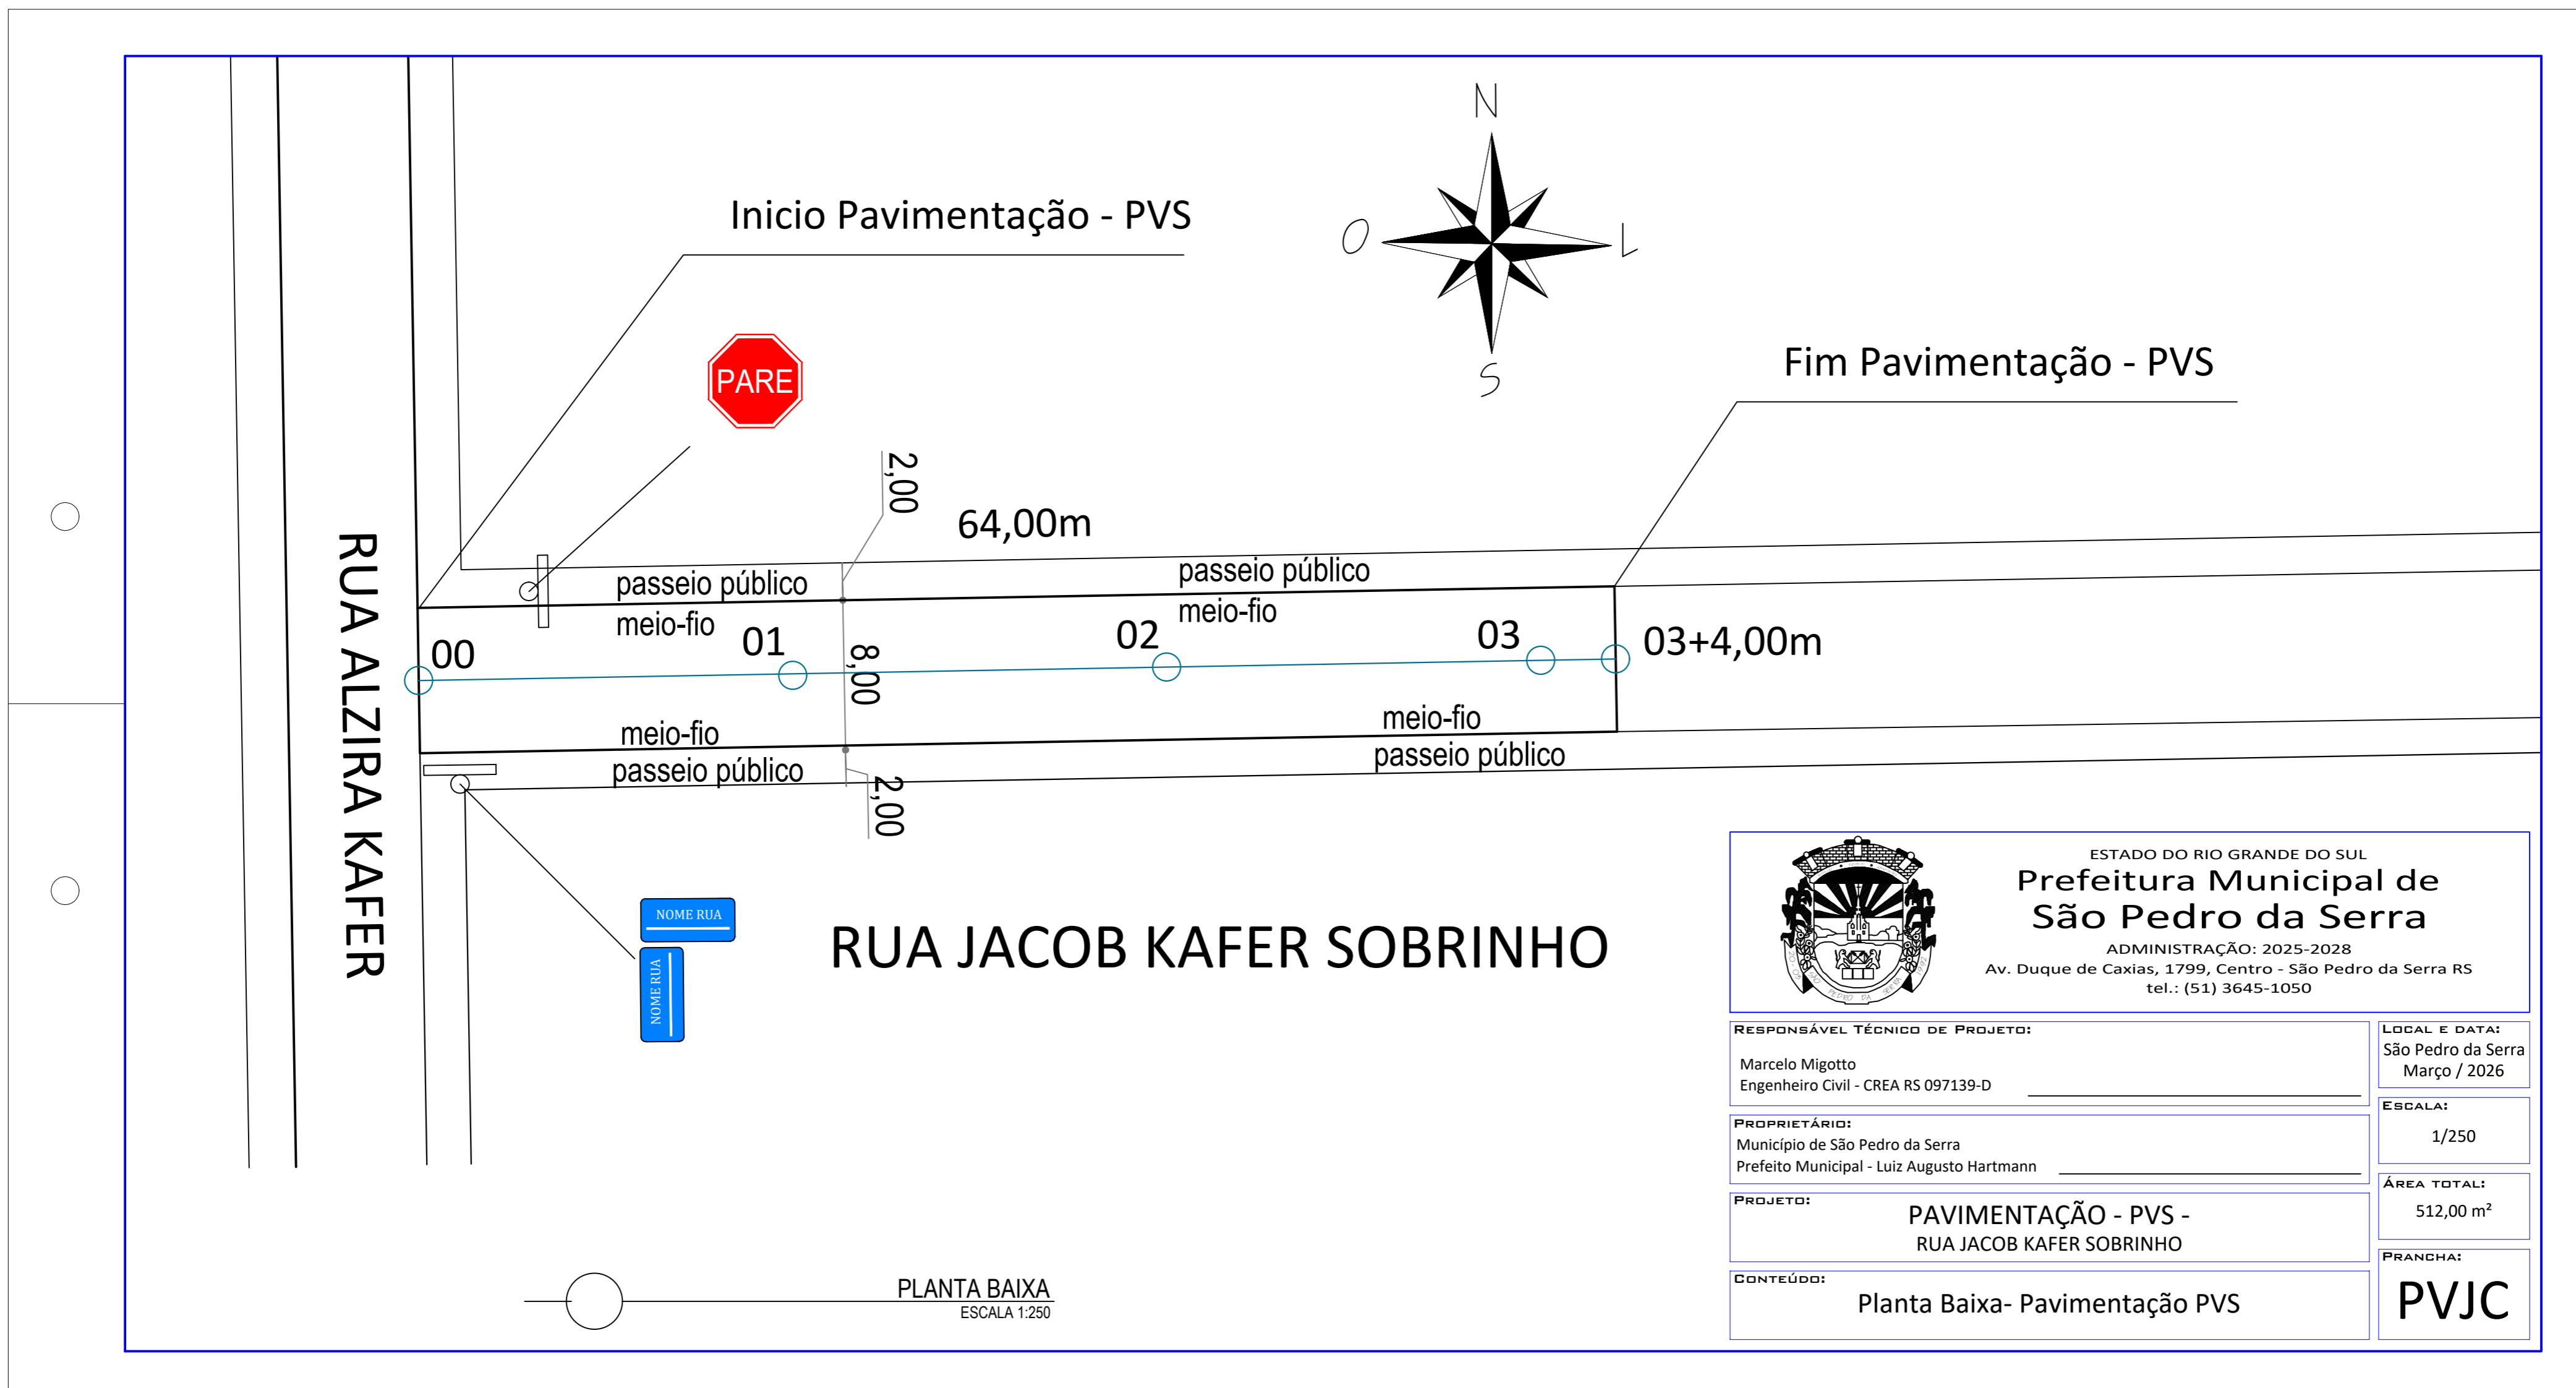 N
O
L
S
Inicio Pavimentação - PVS
PARE
Fim Pavimentação - PVS
2,00
64,00m
passeio público
passeio público
meio-fio
meio-fio
00
01
02
03
03+4,00m
8,00
meio-fio
meio-fio
passeio público
passeio público
2,00
RUA ALZIRA KAFER
NOME RUA
NOME RUA
RUA JACOB KAFER SOBRINHO
PLANTA BAIXA
ESCALA 1:250
ESTADO DO RIO GRANDE DO SUL
Prefeitura Municipal de
São Pedro da Serra
ADMINISTRAÇÃO: 2025-2028
Av. Duque de Caxias, 1799, Centro - São Pedro da Serra RS
tel.: (51) 3645-1050
SÃO PEDRO DA SERRA
1992
RESPONSÁVEL TÉCNICO DE PROJETO:
Marcelo Migotto
Engenheiro Civil - CREA RS 097139-D
LOCAL E DATA:
São Pedro da Serra
Março / 2026
PROPRIETÁRIO:
Município de São Pedro da Serra
Prefeito Municipal - Luiz Augusto Hartmann
ESCALA:
1/250
ÁREA TOTAL:
512,00 m²
PROJETO:
PAVIMENTAÇÃO - PVS -
RUA JACOB KAFER SOBRINHO
CONTEÚDO:
Planta Baixa- Pavimentação PVS
PRANCHA:
PVJC